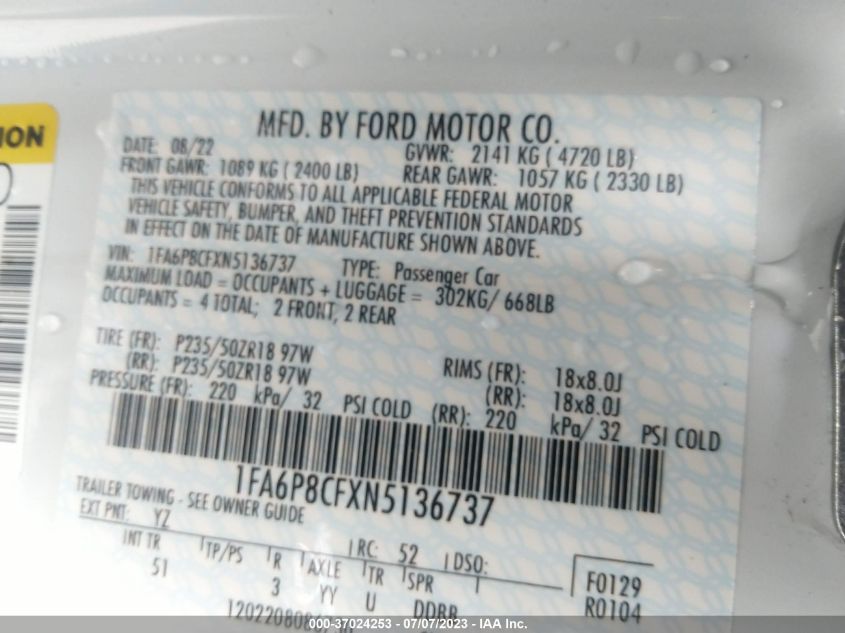 ION
MFD. BY FORD MOTOR CO.
DATE: 08/22 GVWR: 2141 KG ( 4720 LB)
FRONT GAWR: 1089 KG ( 2400 LB) REAR GAWR: 1057 KG ( 2330 LB)
THIS VEHICLE CONFORMS TO ALL APPLICABLE FEDERAL MOTOR
VEHICLE SAFETY, BUMPER, AND THEFT PREVENTION STANDARDS
IN EFFECT ON THE DATE OF MANUFACTURE SHOWN ABOVE.
VIN: 1FA6P8CFXN5136737 TYPE: Passenger Car
MAXIMUM LOAD = OCCUPANTS + LUGGAGE = 302KG/ 668LB
OCCUPANTS = 4 TOTAL; 2 FRONT, 2 REAR
TIRE (FR): P235/50ZR18 97W RIMS (FR): 18x8.0J
(RR): P235/50ZR18 97W (RR): 18x8.0J
PRESSURE (FR): 220 kPa/ 32 PSI COLD (RR): 220 kPa/ 32 PSI COLD
1FA6P8CFXN5136737
TRAILER TOWING - SEE OWNER GUIDE
EXT PNT: YZ RC: 52 DSO: F0129
INT TR TP/PS R AXLE TR SPR R0104
51 3 YY U DDBB
000-37024253 - 07/07/2023 - © IAA Inc.